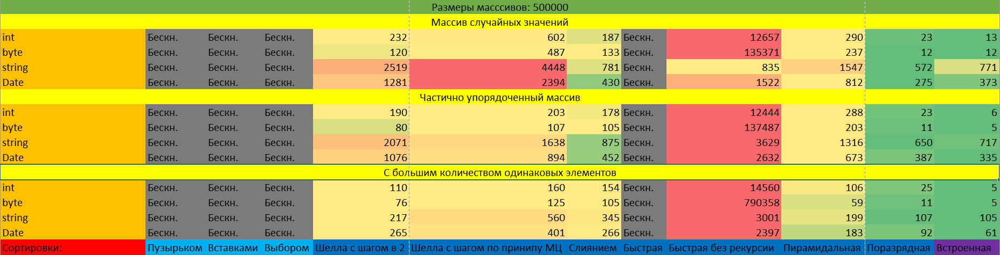 Размеры масссивов: 500000
Массив случайных значений
int Бескн. Бескн. Бескн. 232 602 187 Бескн. 12657 290 23 13
byte Бескн. Бескн. Бескн. 120 487 133 Бескн. 135371 237 12 12
string Бескн. Бескн. Бескн. 2519 4448 781 Бескн. 835 1547 572 771
Date Бескн. Бескн. Бескн. 1281 2394 430 Бескн. 1522 812 275 373
Частично упорядоченный массив
int Бескн. Бескн. Бескн. 190 203 178 Бескн. 12444 288 23 6
byte Бескн. Бескн. Бескн. 80 107 105 Бескн. 137487 203 11 5
string Бескн. Бескн. Бескн. 2071 1638 875 Бескн. 3629 1316 650 717
Date Бескн. Бескн. Бескн. 1076 894 452 Бескн. 2632 673 387 335
С большим количеством одинаковых элементов
int Бескн. Бескн. Бескн. 110 160 154 Бескн. 14560 106 25 5
byte Бескн. Бескн. Бескн. 76 125 105 Бескн. 790358 59 11 5
string Бескн. Бескн. Бескн. 217 560 345 Бескн. 3001 199 107 105
Date Бескн. Бескн. Бескн. 265 401 266 Бескн. 2397 183 92 61
Сортировки: Пузырьком Вставками Выбором Шелла с шагом в 2 Шелла с шагом по принипу МЦ Слиянием Быстрая Быстрая без рекурсии Пирамидальная Поразрядная Встроенная